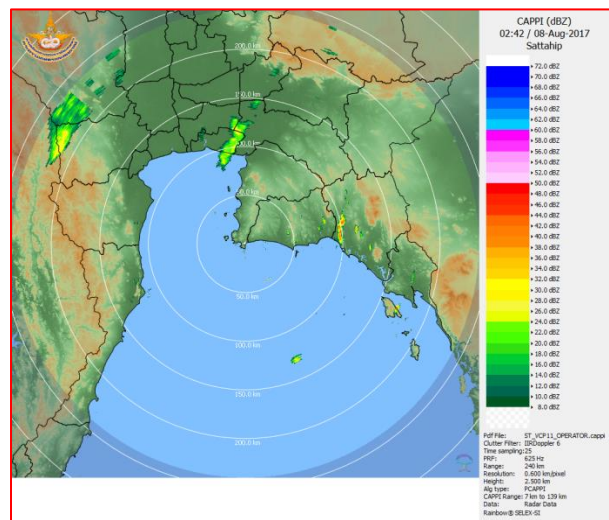 CAPPI (dBZ)
02:42 / 08-Aug-2017
Sattahip
72.0 dBZ
70.0 dBZ
68.0 dBZ
66.0 dBZ
64.0 dBZ
62.0 dBZ
60.0 dBZ
58.0 dBZ
56.0 dBZ
54.0 dBZ
52.0 dBZ
50.0 dBZ
48.0 dBZ
46.0 dBZ
44.0 dBZ
42.0 dBZ
40.0 dBZ
38.0 dBZ
36.0 dBZ
34.0 dBZ
32.0 dBZ
30.0 dBZ
28.0 dBZ
26.0 dBZ
24.0 dBZ
22.0 dBZ
20.0 dBZ
18.0 dBZ
16.0 dBZ
14.0 dBZ
12.0 dBZ
10.0 dBZ
8.0 dBZ
200.0 km
150.0 km
50.0 km
100.0 km
150.0 km
200.0 km
Pdf File: ST_VCP11_OPERATOR.cappi
Clutter Filter: IIRDoppler 6
Time sampling:25
PRF: 625 Hz
Range: 240 km
Resolution: 0.600 km/pixel
Height: 2.500 km
Alg type: PCAPPI
CAPPI Range: 7 km to 139 km
Data: Radar Data
Rainbow® SELEX-SI